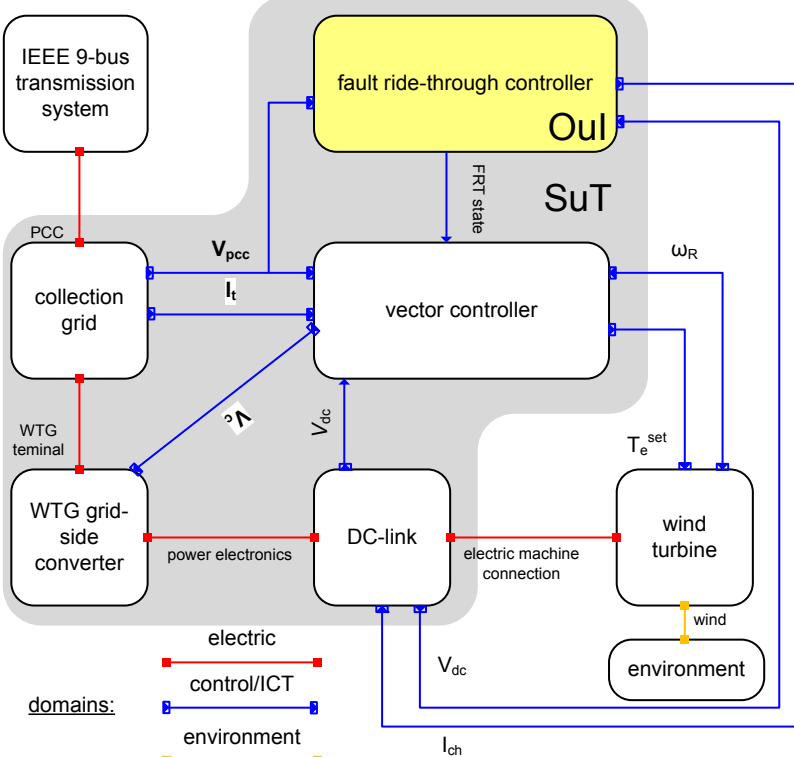 IEEE 9-bus
transmission
system
fault ride-through controller
OuI
FRT state
SuT
PCC
V_pcc
I_t
ω_R
collection
grid
vector controller
V_c
V_dc
WTG
teminal
T_e^set
WTG grid-
side
converter
power electronics
DC-link
electric machine
connection
wind
turbine
wind
environment
electric
control/ICT
domains:
environment
V_dc
I_ch